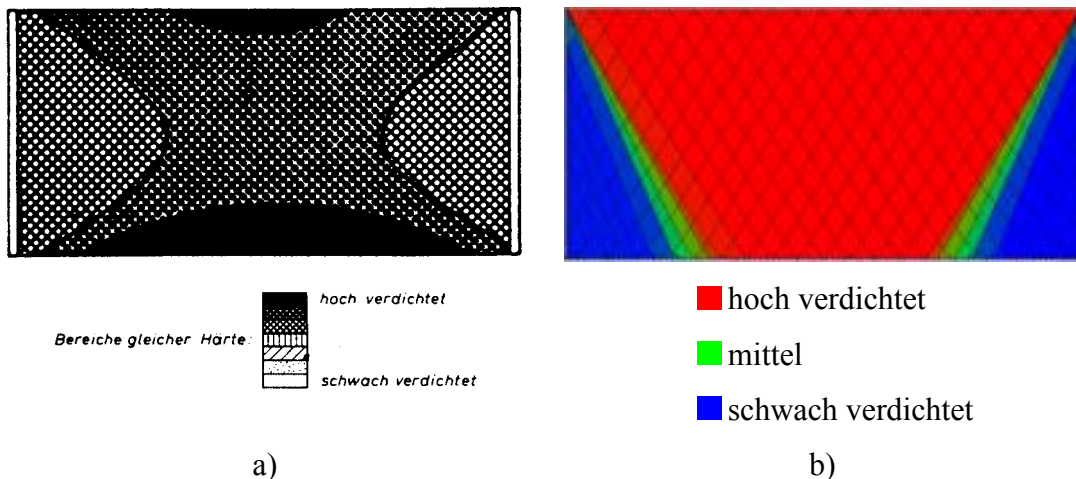 hoch verdichtet
Bereiche gleicher Härte:
schwach verdichtet
hoch verdichtet
mittel
schwach verdichtet
a)
b)